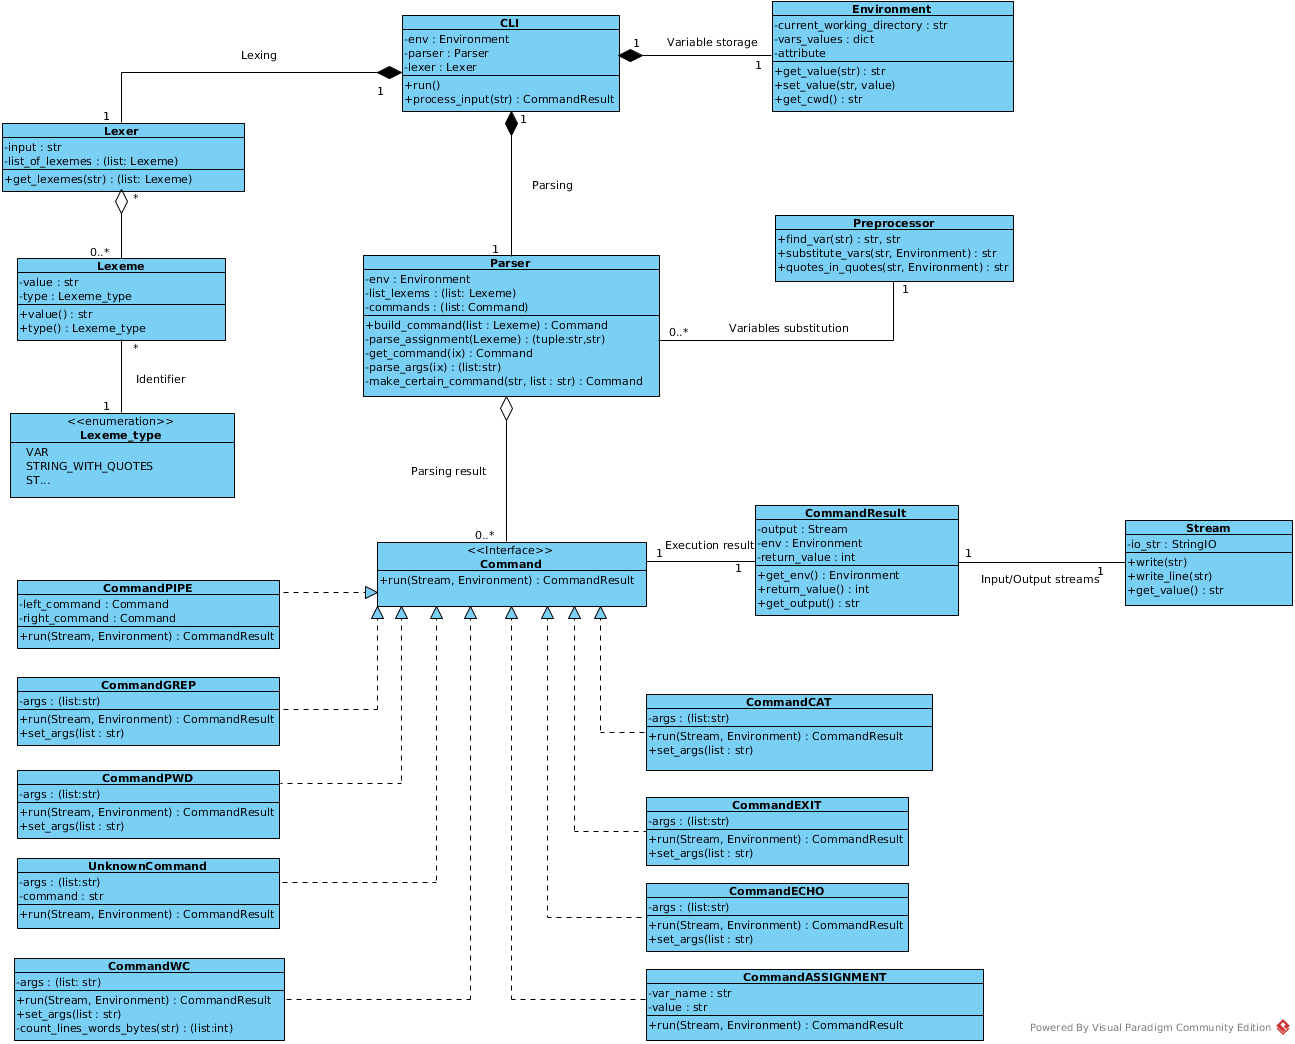 CLI
-env : Environment
-parser : Parser
-lexer : Lexer
+run()
+process_input(str) : CommandResult
Environment
-current_working_directory : str
-vars_values : dict
-attribute
+get_value(str) : str
+set_value(str, value)
+get_cwd() : str
1
Variable storage
1
Lexing
1
1
1
Parsing
1
Lexer
-input : str
-list_of_lexemes : (list: Lexeme)
+get_lexemes(str) : (list: Lexeme)
*
0..*
Lexeme
-value : str
-type : Lexeme_type
+value() : str
+type() : Lexeme_type
*
Identifier
1
<<enumeration>>
Lexeme_type
VAR
STRING_WITH_QUOTES
ST...
Preprocessor
+find_var(str) : str, str
+substitute_vars(str, Environment) : str
+quotes_in_quotes(str, Environment) : str
1
0..*
Variables substitution
Parser
-env : Environment
-list_lexems : (list: Lexeme)
-commands : (list: Command)
+build_command(list : Lexeme) : Command
-parse_assignment(Lexeme) : (tuple:str,str)
-get_command(ix) : Command
-parse_args(ix) : (list:str)
-make_certain_command(str, list : str) : Command
Parsing result
0..*
<<Interface>>
Command
+run(Stream, Environment) : CommandResult
1
Execution result
1
CommandResult
-output : Stream
-env : Environment
-return_value : int
+get_env() : Environment
+return_value() : int
+get_output() : str
1
Input/Output streams
1
Stream
-io_str : StringIO
+write(str)
+write_line(str)
+get_value() : str
CommandPIPE
-left_command : Command
-right_command : Command
+run(Stream, Environment) : CommandResult
CommandGREP
-args : (list:str)
+run(Stream, Environment) : CommandResult
+set_args(list : str)
CommandPWD
-args : (list:str)
+run(Stream, Environment) : CommandResult
+set_args(list : str)
UnknownCommand
-args : (list:str)
-command : str
+run(Stream, Environment) : CommandResult
CommandWC
-args : (list: str)
+run(Stream, Environment) : CommandResult
+set_args(list : str)
-count_lines_words_bytes(str) : (list:int)
CommandCAT
-args : (list:str)
+run(Stream, Environment) : CommandResult
+set_args(list : str)
CommandEXIT
-args : (list:str)
+run(Stream, Environment) : CommandResult
+set_args(list : str)
CommandECHO
-args : (list:str)
+run(Stream, Environment) : CommandResult
+set_args(list : str)
CommandASSIGNMENT
-var_name : str
-value : str
+run(Stream, Environment) : CommandResult
Powered By Visual Paradigm Community Edition